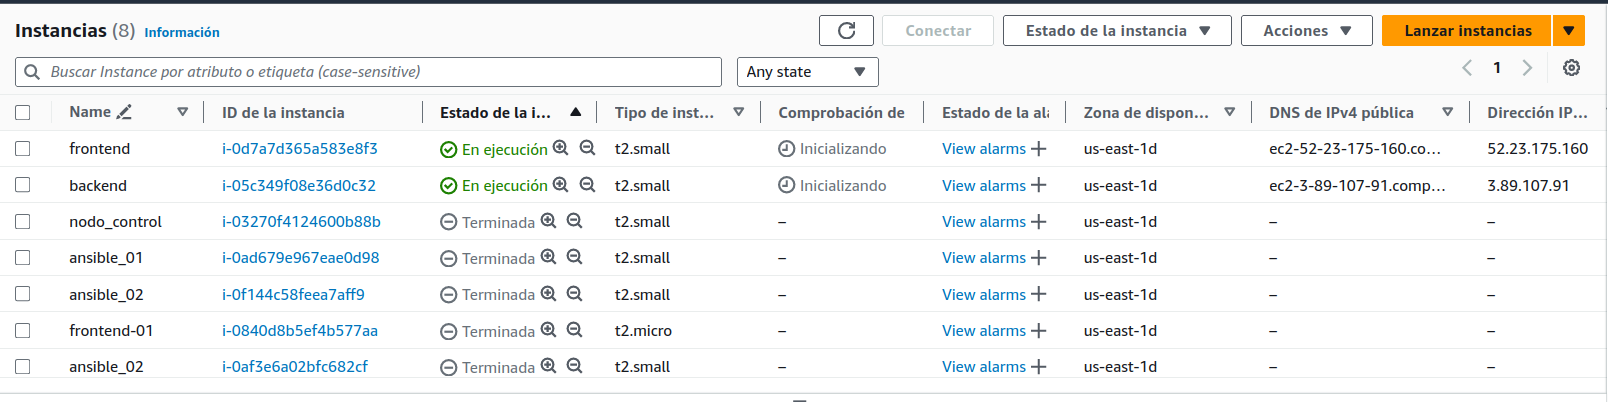 Instancias (8) Información Conectar Estado de la instancia Acciones Lanzar instancias
Buscar Instance por atributo o etiqueta (case-sensitive) Any state 1
Name ID de la instancia Estado de la i... Tipo de inst... Comprobación de Estado de la ala Zona de dispon... DNS de IPv4 pública Dirección IP...
frontend i-0d7a7d365a583e8f3 En ejecución t2.small Inicializando View alarms us-east-1d ec2-52-23-175-160.co... 52.23.175.160
backend i-05c349f08e36d0c32 En ejecución t2.small Inicializando View alarms us-east-1d ec2-3-89-107-91.comp... 3.89.107.91
nodo_control i-03270f4124600b88b Terminada t2.small – View alarms us-east-1d – –
ansible_01 i-0ad679e967eae0d98 Terminada t2.small – View alarms us-east-1d – –
ansible_02 i-0f144c58feea7aff9 Terminada t2.small – View alarms us-east-1d – –
frontend-01 i-0840d8b5ef4b577aa Terminada t2.micro – View alarms us-east-1d – –
ansible_02 i-0af3e6a02bfc682cf Terminada t2.small – View alarms us-east-1d – –